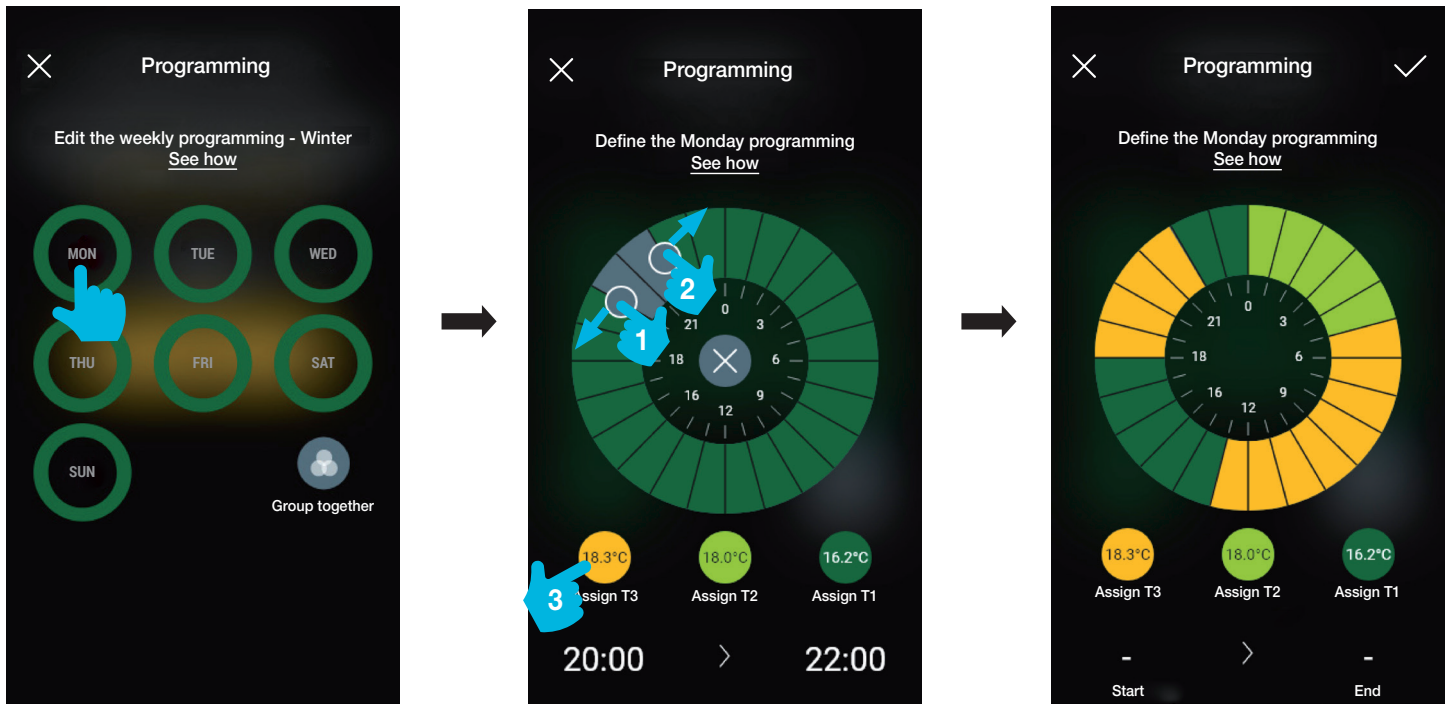 Programming
Edit the weekly programming - Winter
See how
MON
TUE
WED
THU
FRI
SAT
SUN
Group together
Programming
Define the Monday programming
See how
2
1
0
3
6
9
12
16
18
21
18.3°C
18.0°C
16.2°C
3
Assign T3
Assign T2
Assign T1
20:00
22:00
Programming
Define the Monday programming
See how
0
3
6
9
12
16
18
21
18.3°C
18.0°C
16.2°C
Assign T3
Assign T2
Assign T1
-
-
Start
End